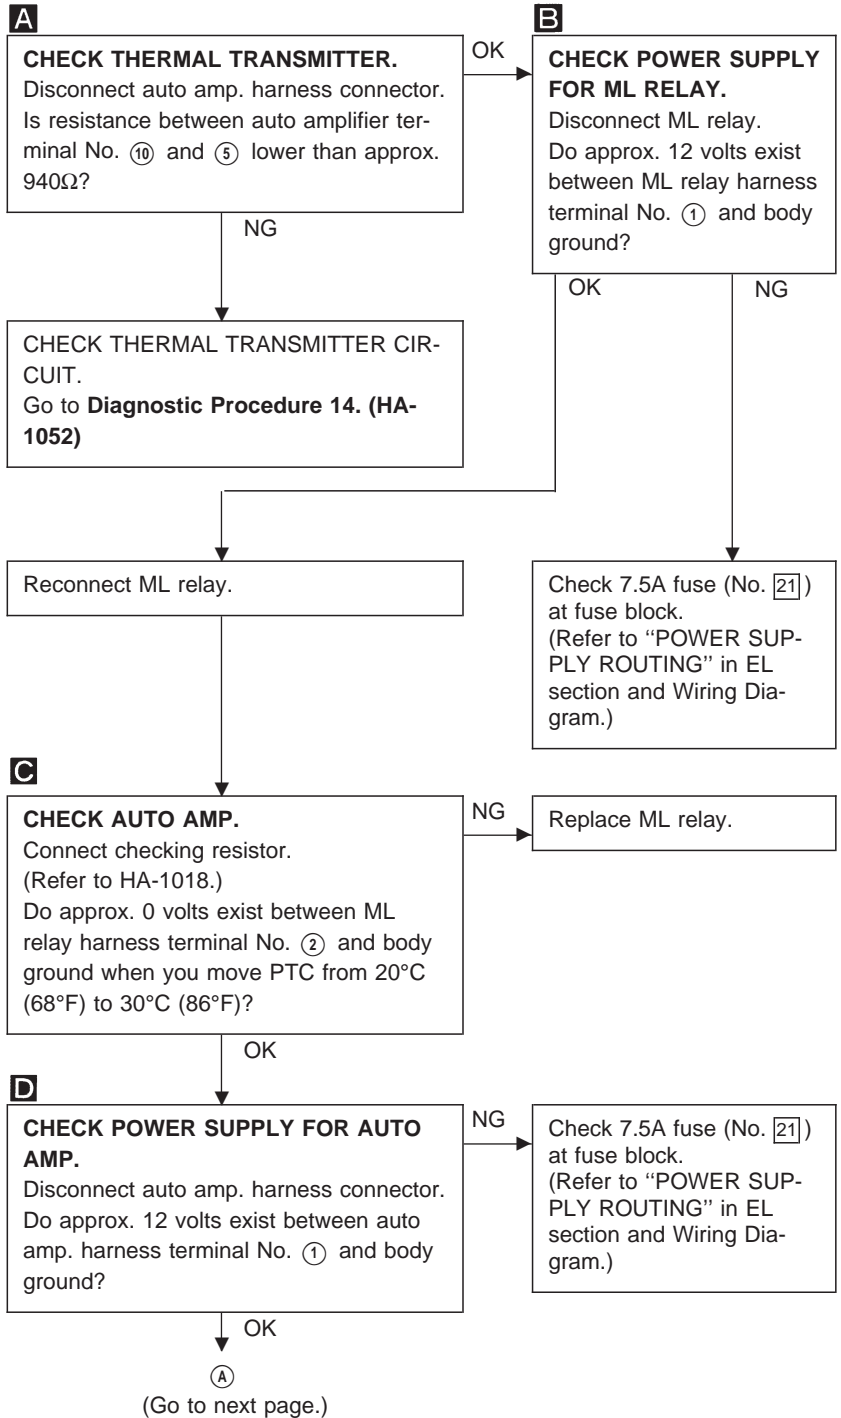 A
CHECK THERMAL TRANSMITTER.
Disconnect auto amp. harness connector.
Is resistance between auto amplifier ter-
minal No. ⑩ and ⑤ lower than approx.
940Ω?
OK
B
CHECK POWER SUPPLY
FOR ML RELAY.
Disconnect ML relay.
Do approx. 12 volts exist
between ML relay harness
terminal No. ① and body
ground?
NG
OK
NG
CHECK THERMAL TRANSMITTER CIR-
CUIT.
Go to Diagnostic Procedure 14. (HA-
1052)
Reconnect ML relay.
Check 7.5A fuse (No. 21)
at fuse block.
(Refer to ‘‘POWER SUP-
PLY ROUTING’’ in EL
section and Wiring Dia-
gram.)
C
CHECK AUTO AMP.
Connect checking resistor.
(Refer to HA-1018.)
Do approx. 0 volts exist between ML
relay harness terminal No. ② and body
ground when you move PTC from 20°C
(68°F) to 30°C (86°F)?
NG
Replace ML relay.
OK
D
CHECK POWER SUPPLY FOR AUTO
AMP.
Disconnect auto amp. harness connector.
Do approx. 12 volts exist between auto
amp. harness terminal No. ① and body
ground?
NG
Check 7.5A fuse (No. 21)
at fuse block.
(Refer to ‘‘POWER SUP-
PLY ROUTING’’ in EL
section and Wiring Dia-
gram.)
OK
Ⓐ
(Go to next page.)